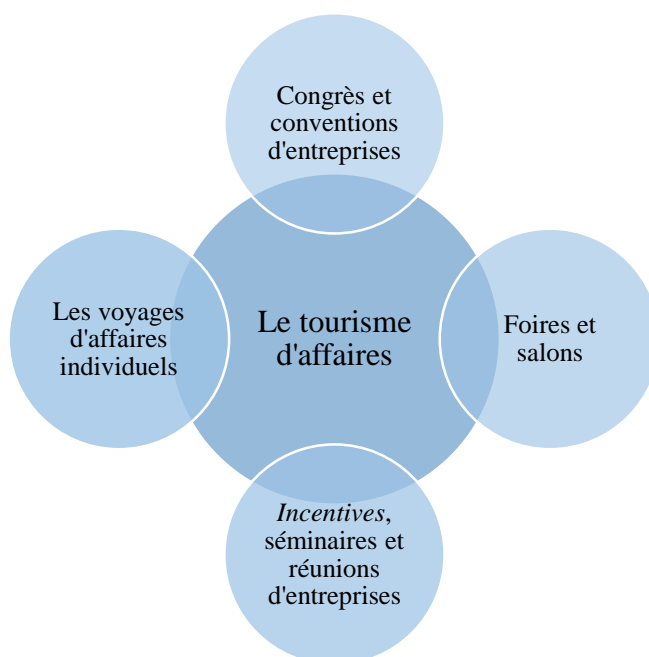 Congrès et
conventions
d'entreprises
Les voyages
d'affaires
individuels
Le tourisme
d'affaires
Foires et
salons
Incentives,
séminaires et
réunions
d'entreprises